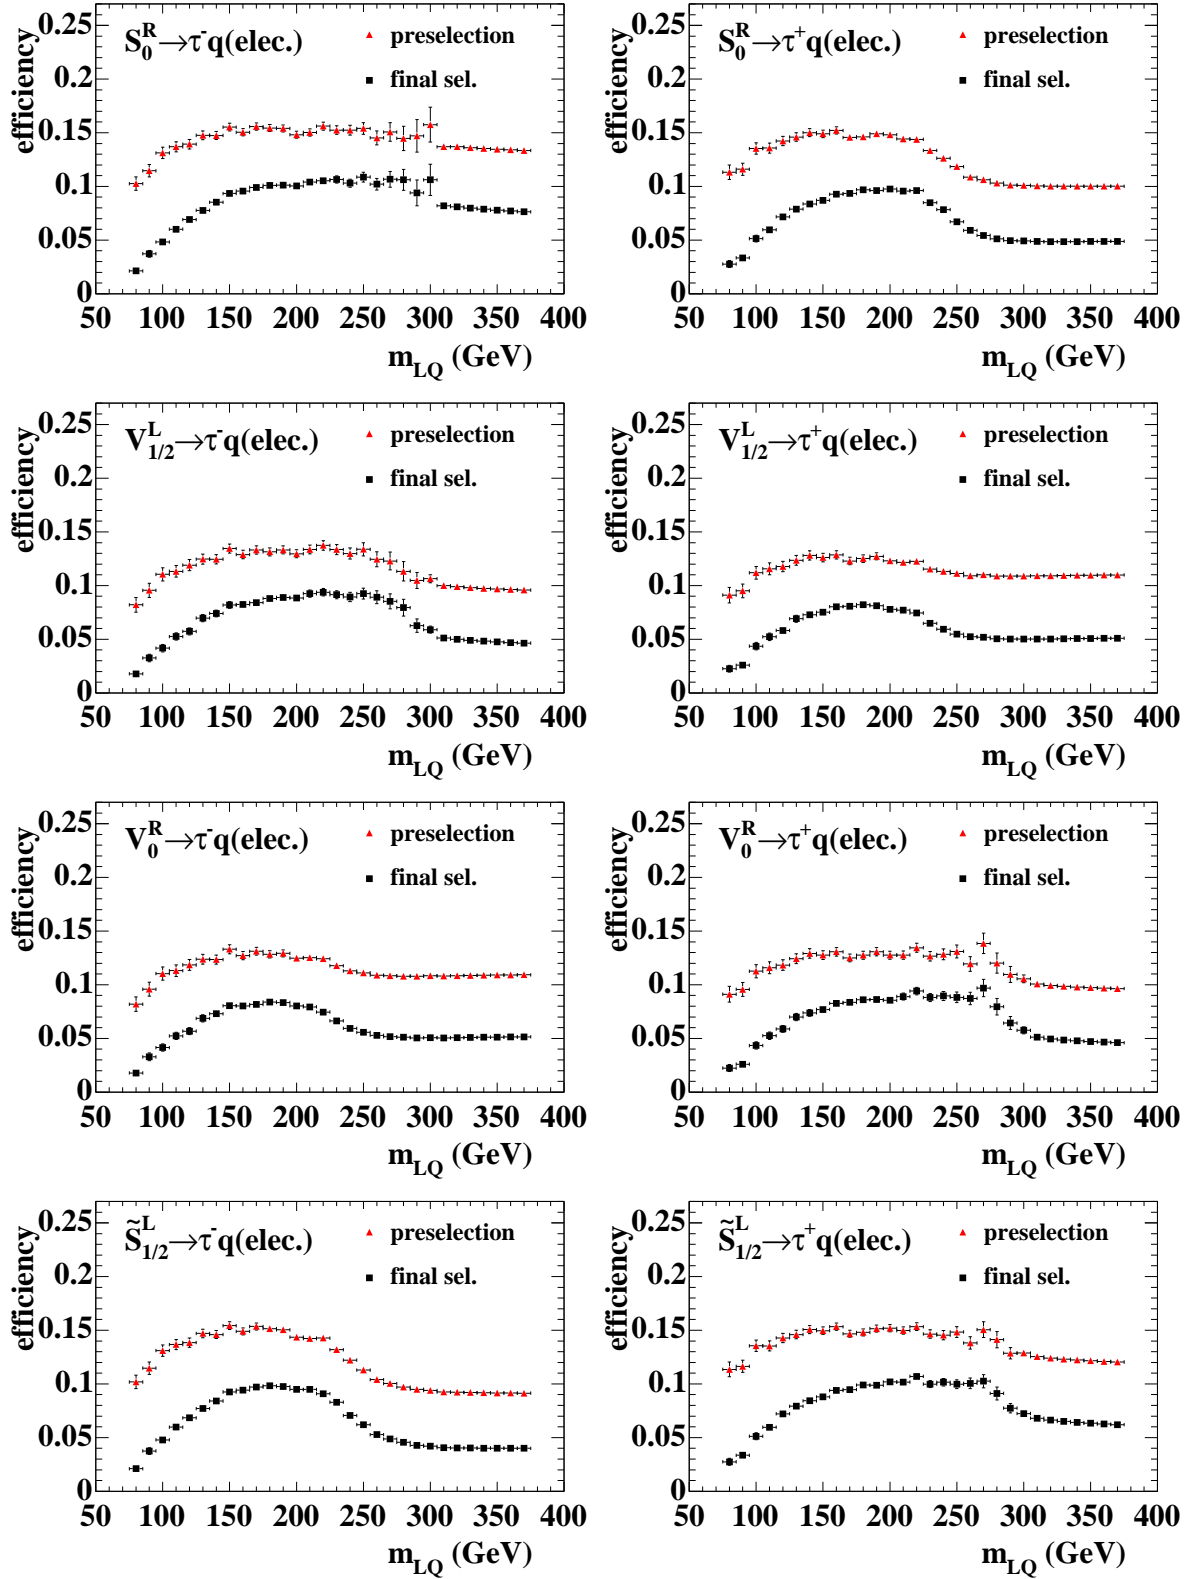 efficiency
0.25
0.2
0.15
0.1
0.05
0
S₀ᴿ→τ⁻q(elec.)
preselection
final sel.
50 100 150 200 250 300 350 400
m_LQ (GeV)
efficiency
0.25
0.2
0.15
0.1
0.05
0
S₀ᴿ→τ⁺q(elec.)
preselection
final sel.
50 100 150 200 250 300 350 400
m_LQ (GeV)
efficiency
0.25
0.2
0.15
0.1
0.05
0
V_{1/2}^L→τ⁻q(elec.)
preselection
final sel.
50 100 150 200 250 300 350 400
m_LQ (GeV)
efficiency
0.25
0.2
0.15
0.1
0.05
0
V_{1/2}^L→τ⁺q(elec.)
preselection
final sel.
50 100 150 200 250 300 350 400
m_LQ (GeV)
efficiency
0.25
0.2
0.15
0.1
0.05
0
V₀ᴿ→τ⁻q(elec.)
preselection
final sel.
50 100 150 200 250 300 350 400
m_LQ (GeV)
efficiency
0.25
0.2
0.15
0.1
0.05
0
V₀ᴿ→τ⁺q(elec.)
preselection
final sel.
50 100 150 200 250 300 350 400
m_LQ (GeV)
efficiency
0.25
0.2
0.15
0.1
0.05
0
S̃_{1/2}^L→τ⁻q(elec.)
preselection
final sel.
50 100 150 200 250 300 350 400
m_LQ (GeV)
efficiency
0.25
0.2
0.15
0.1
0.05
0
S̃_{1/2}^L→τ⁺q(elec.)
preselection
final sel.
50 100 150 200 250 300 350 400
m_LQ (GeV)